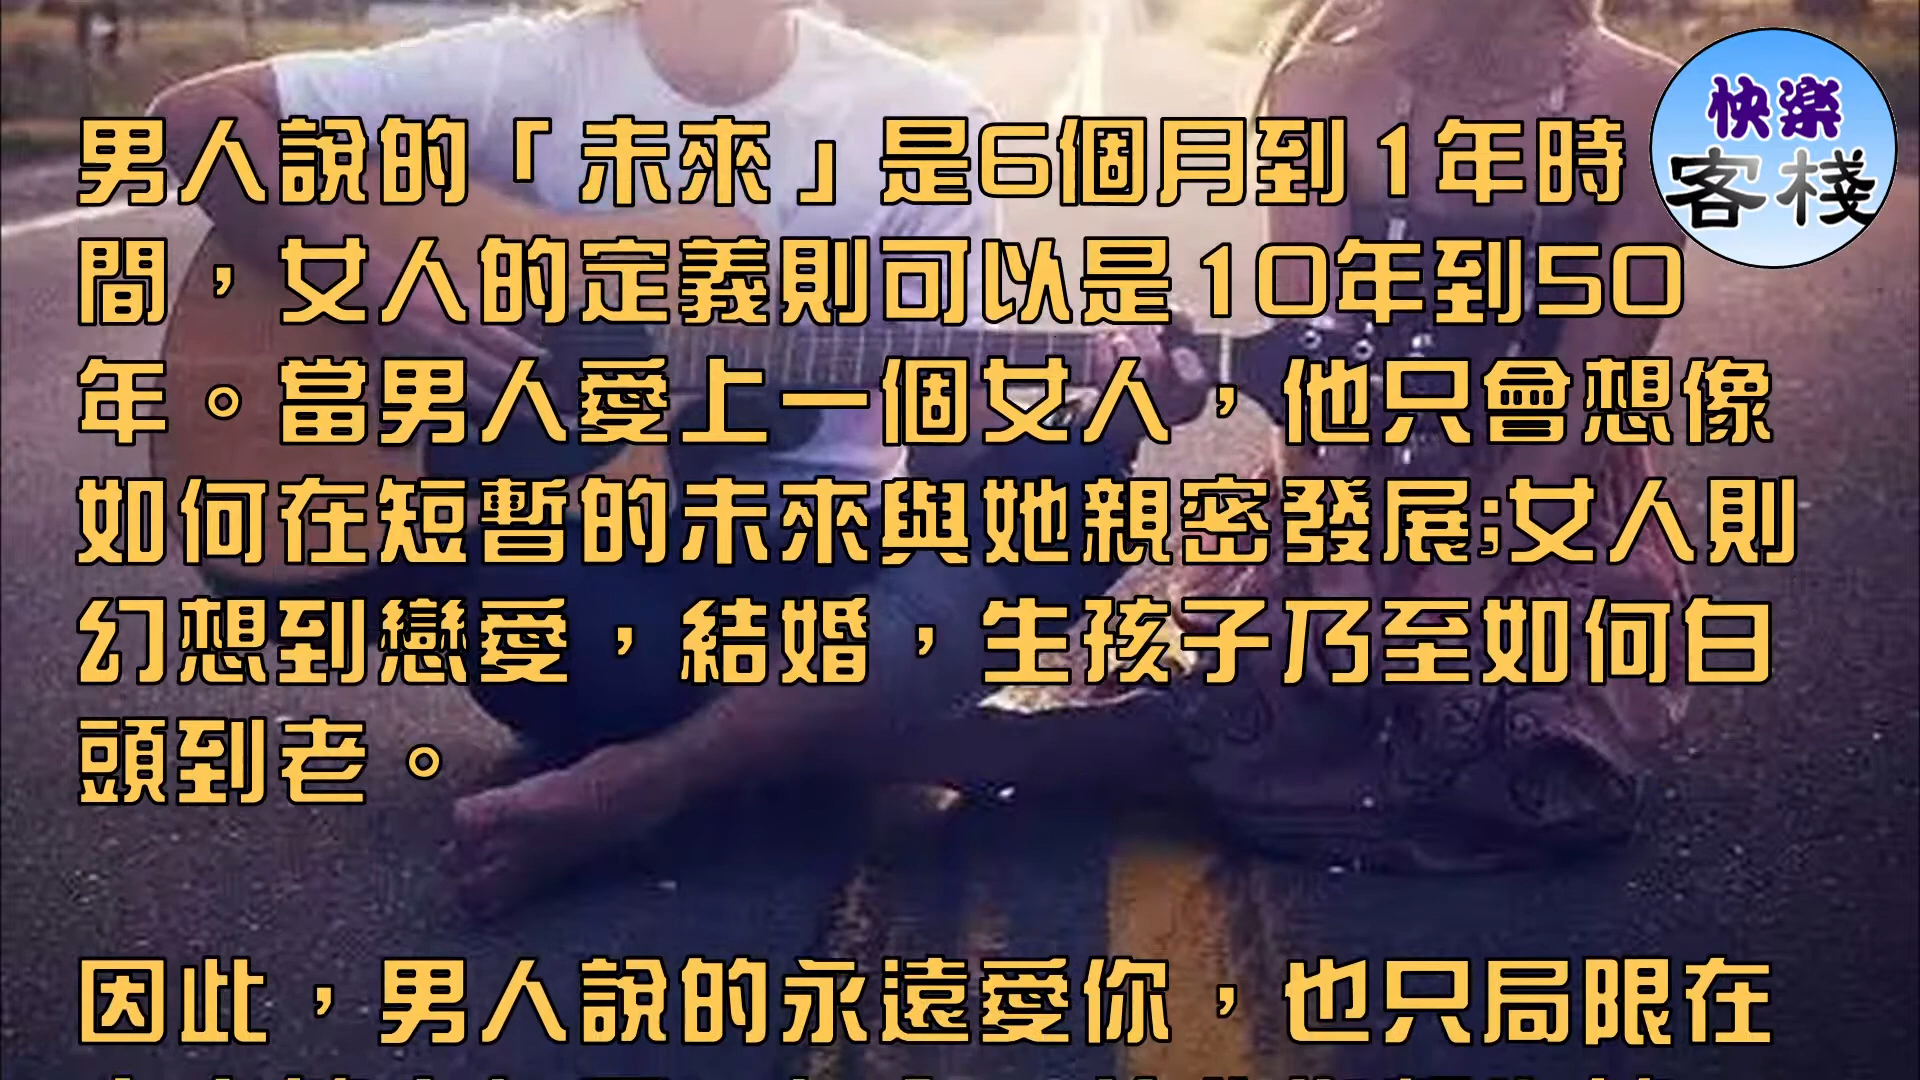 快樂
客棧
男人說的「未來」是6個月到1年時
間，女人的定義則可以是10年到50
年。當男人愛上一個女人，他只會想像
如何在短暫的未來與她親密發展;女人則
幻想到戀愛，結婚，生孩子乃至如何白
頭到老。
因此，男人說的永遠愛你，也只局限在